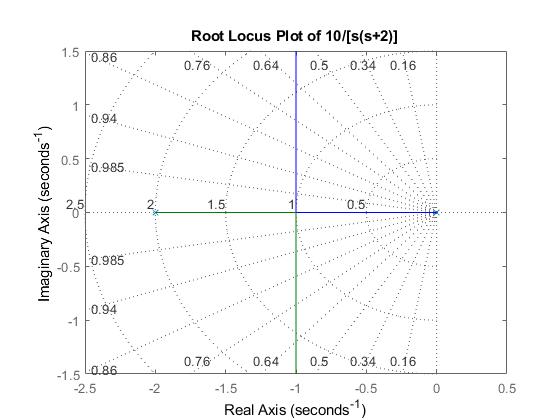 Root Locus Plot of 10/[s(s+2)]
1.5
0.86 0.76 0.64 0.5 0.34 0.16
1
0.94
0.5
0.985
2.5 2 1.5 1 0.5
0
-0.5
0.985
-1
0.94
0.76 0.64 0.5 0.34 0.16
0.86
-1.5
-2.5 -2 -1.5 -1 -0.5 0 0.5
Real Axis (seconds-1)
Imaginary Axis (seconds-1)